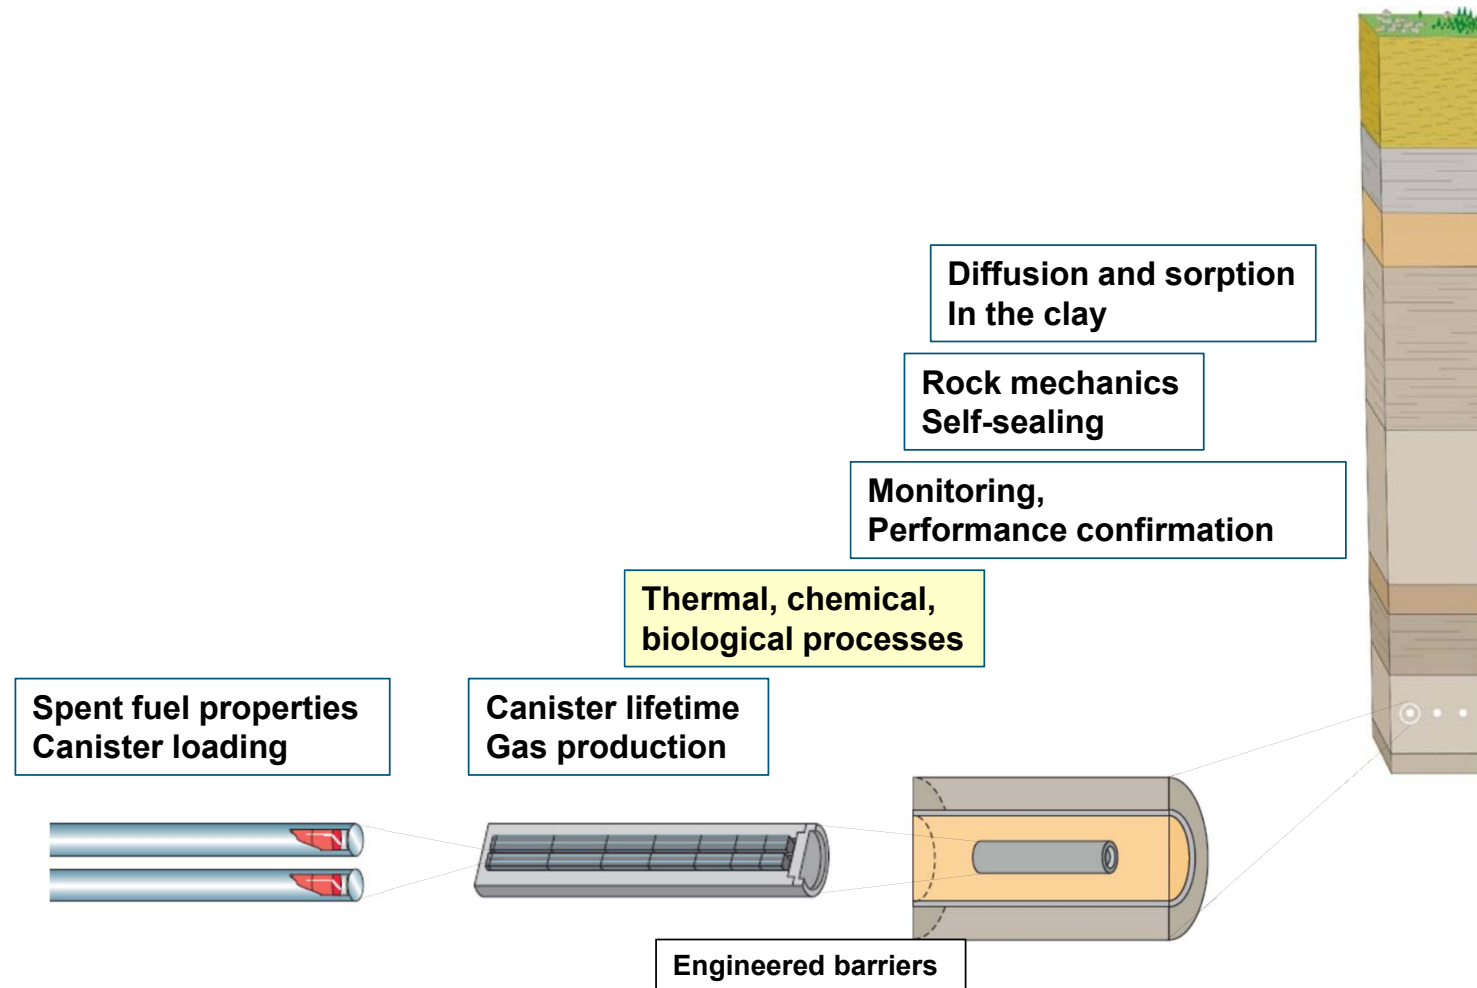 Diffusion and sorption
In the clay
Rock mechanics
Self-sealing
Monitoring,
Performance confirmation
Thermal, chemical,
biological processes
Spent fuel properties
Canister loading
Canister lifetime
Gas production
Engineered barriers